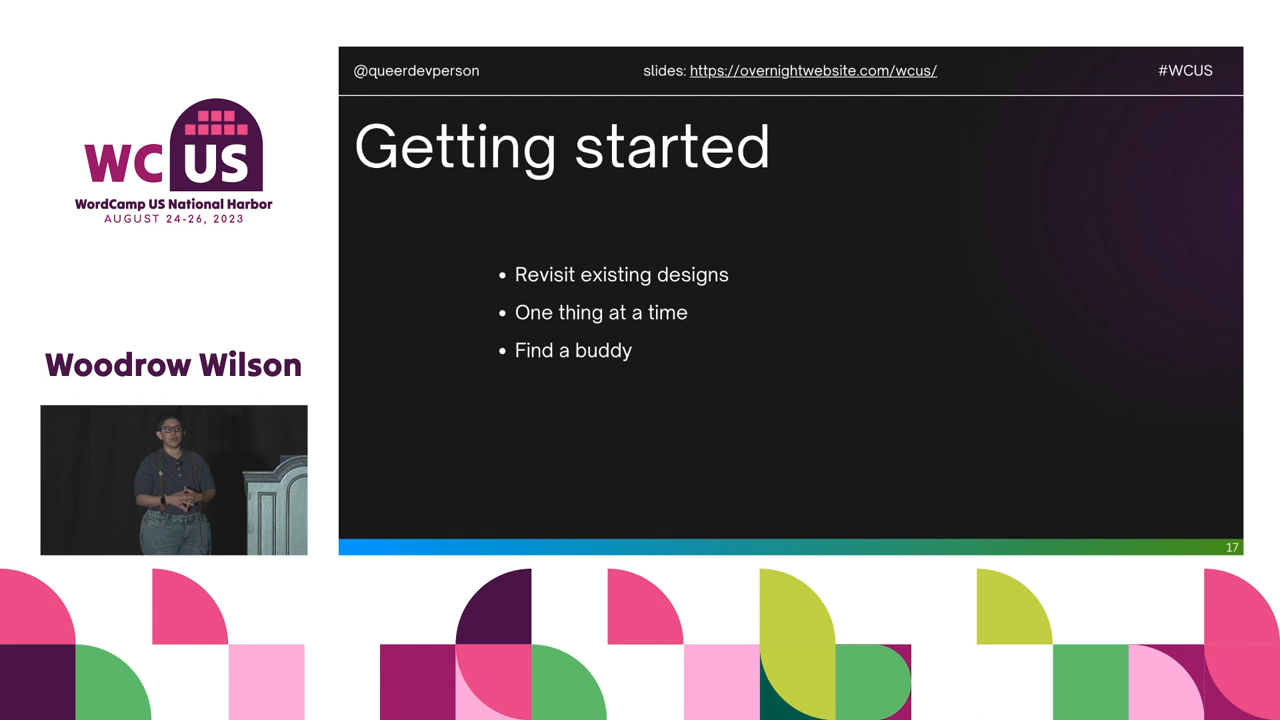 @queerdevperson
slides: https://overnightwebsite.com/wcus/
#WCUS
WC US
WordCamp US National Harbor
AUGUST 24-26, 2023
Getting started
• Revisit existing designs
• One thing at a time
• Find a buddy
Woodrow Wilson
17